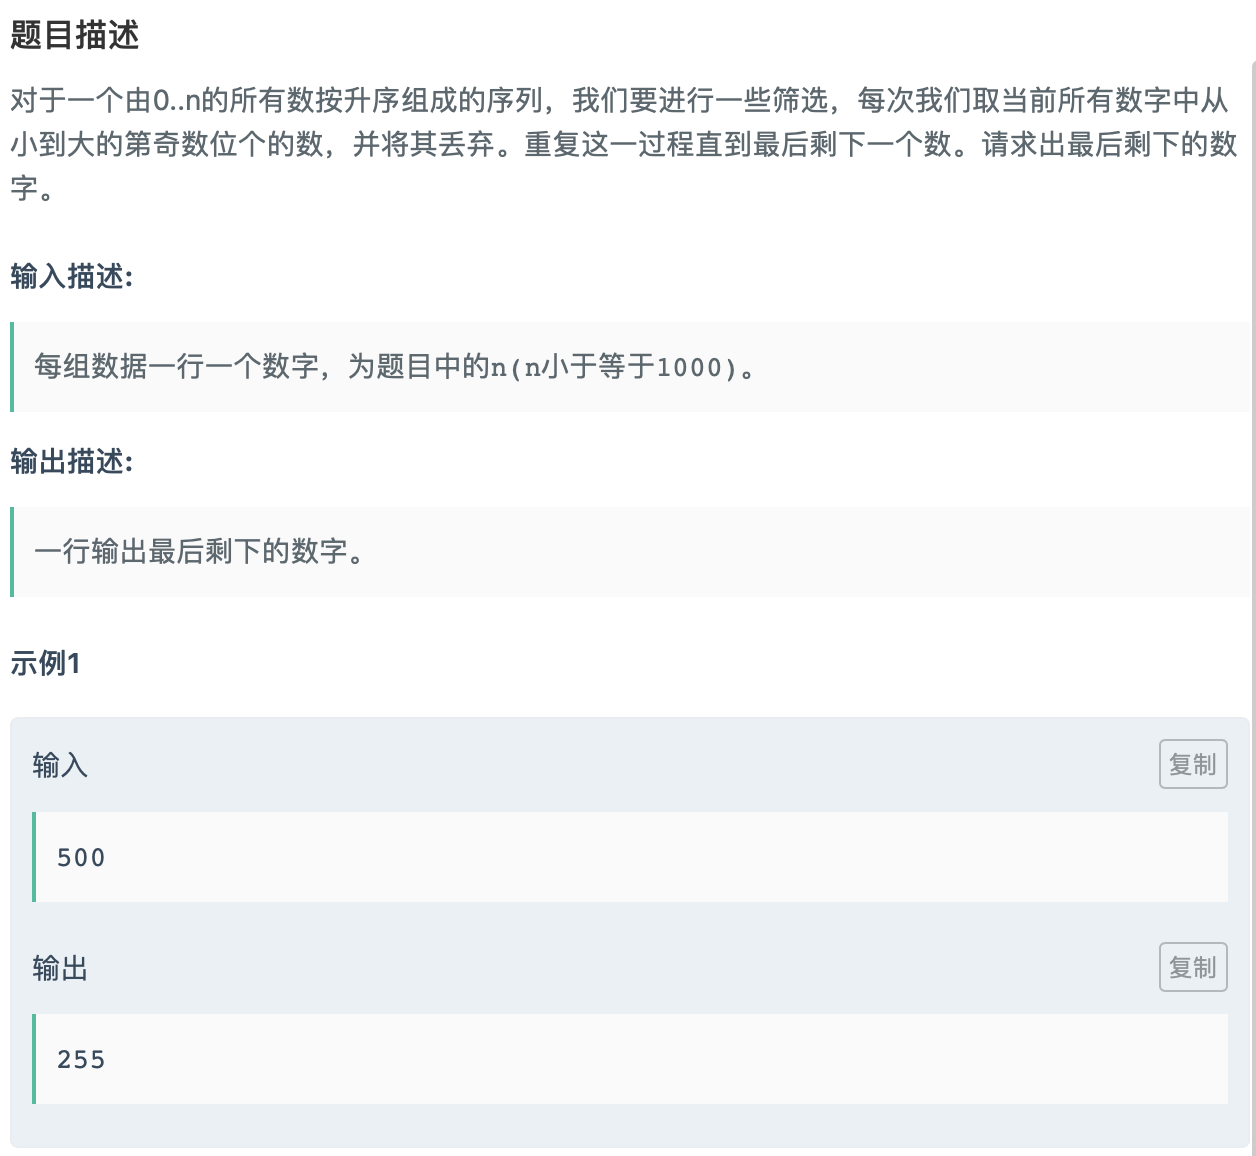 题目描述
对于一个由0..n的所有数按升序组成的序列，我们要进行一些筛选，每次我们取当前所有数字中从
小到大的第奇数位个的数，并将其丢弃。重复这一过程直到最后剩下一个数。请求出最后剩下的数
字。
输入描述:
每组数据一行一个数字，为题目中的n(n小于等于1000)。
输出描述:
一行输出最后剩下的数字。
示例1
输入
复制
500
输出
复制
255